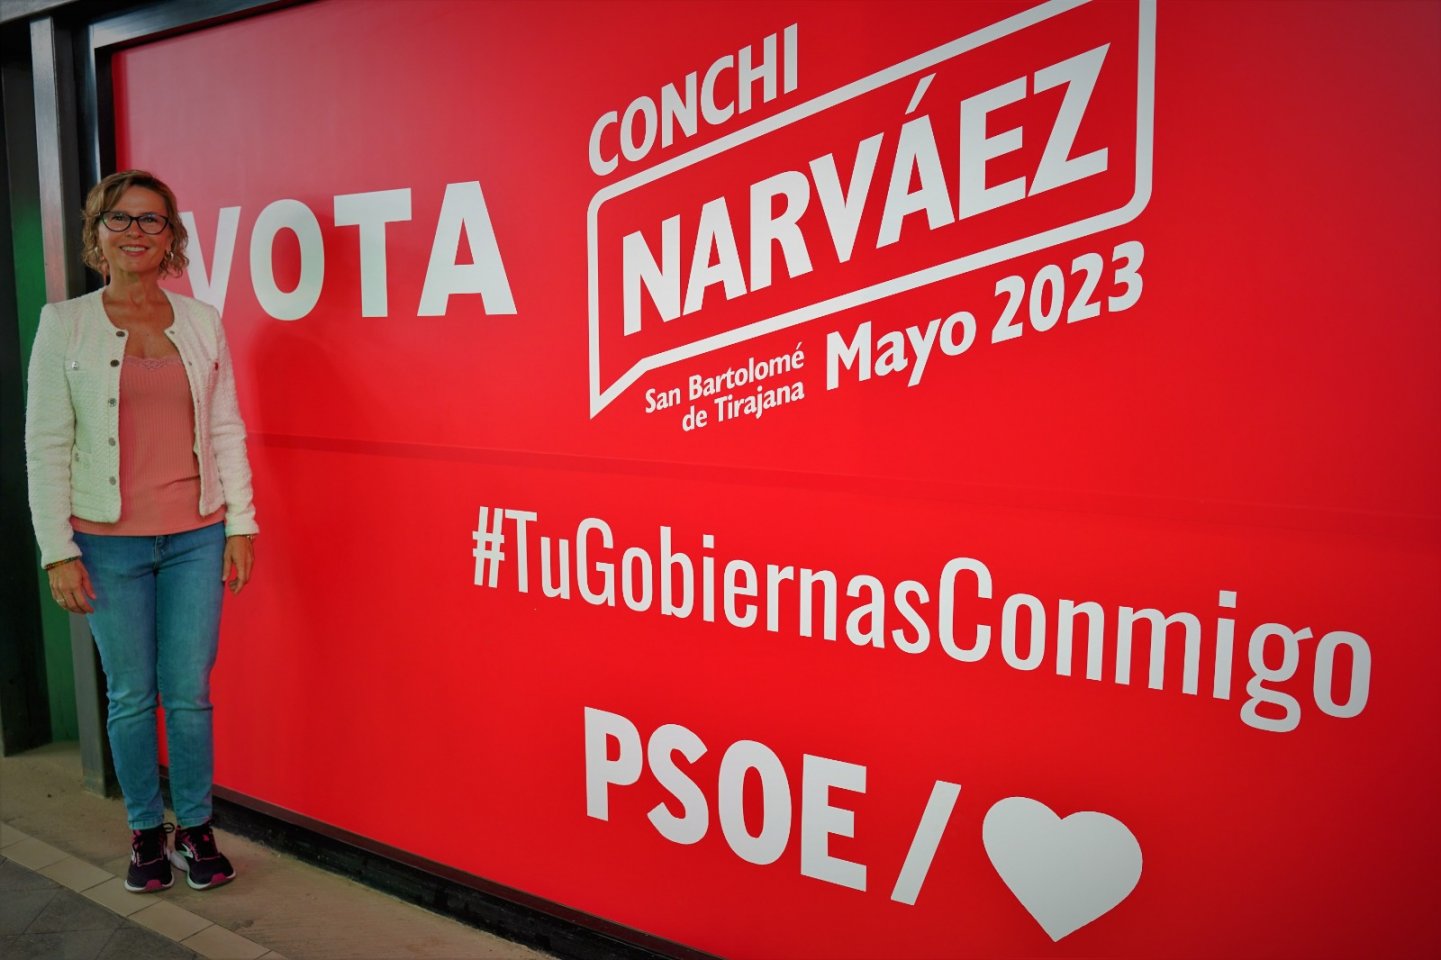 VOTA
CONCHI
NARVÁEZ
San Bartolomé
de Tirajana
Mayo 2023
#TuGobiernasConmigo
PSOE/